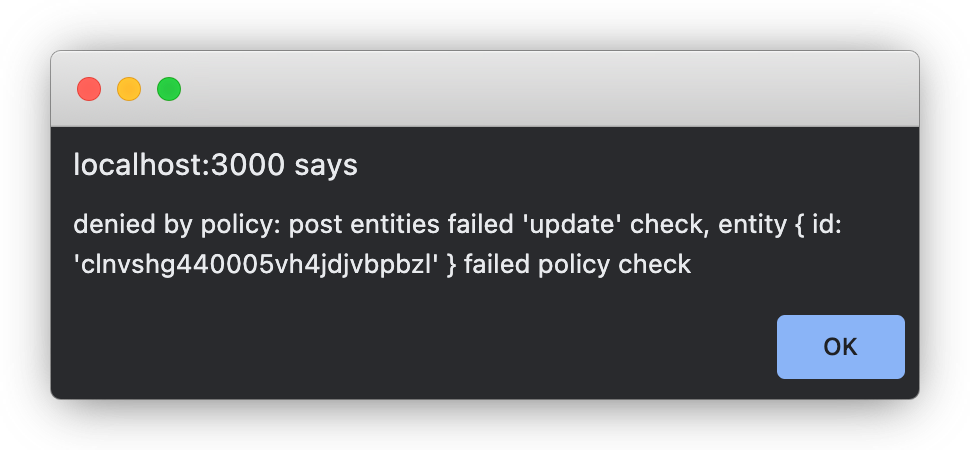 localhost:3000 says
denied by policy: post entities failed 'update' check, entity { id:
'clnvshg440005vh4jdjvbpbzl' } failed policy check
OK